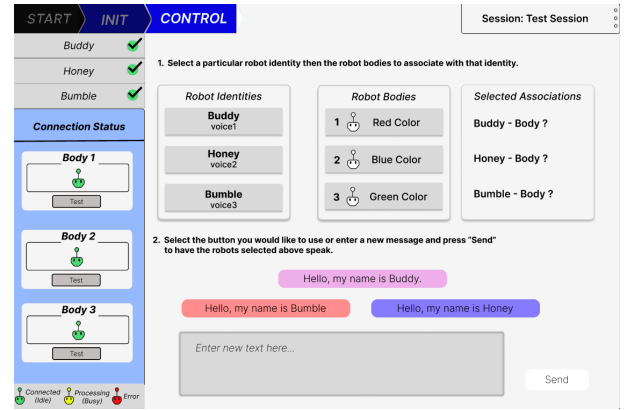 START
INIT
CONTROL
Session: Test Session
Buddy
Honey
Bumble
Connection Status
Body 1
Test
Body 2
Test
Body 3
Test
Connected (Idle)
Processing (Busy)
Error
1. Select a particular robot identity then the robot bodies to associate with that identity.
Robot Identities
Buddy
voice1
Honey
voice2
Bumble
voice3
Robot Bodies
1 Red Color
2 Blue Color
3 Green Color
Selected Associations
Buddy - Body ?
Honey - Body ?
Bumble - Body ?
2. Select the button you would like to use or enter a new message and press "Send"
to have the robots selected above speak.
Hello, my name is Buddy.
Hello, my name is Bumble
Hello, my name is Honey
Enter new text here...
Send